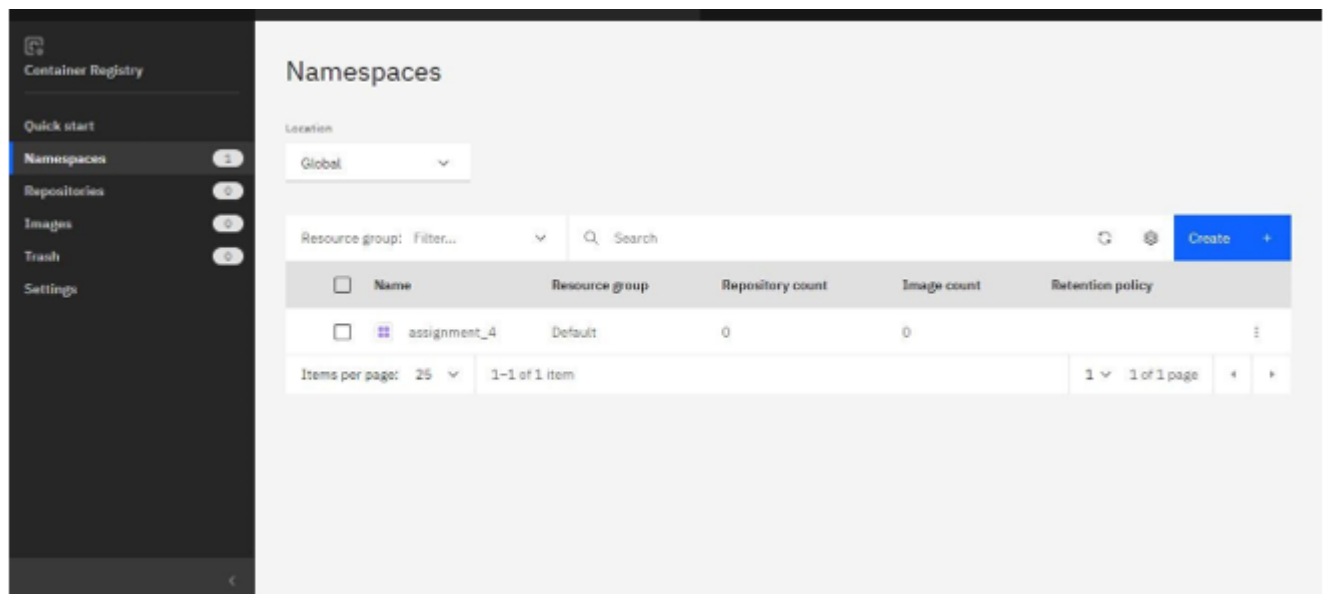 Container Registry
Quick start
Namespaces 1
Repositories 0
Images 0
Trash 0
Settings
Namespaces
Location
Global
Resource group: Filter... Search Create +
Name Resource group Repository count Image count Retention policy
assignment_4 Default 0 0
Items per page: 25 1–1 of 1 item 1 1 of 1 page